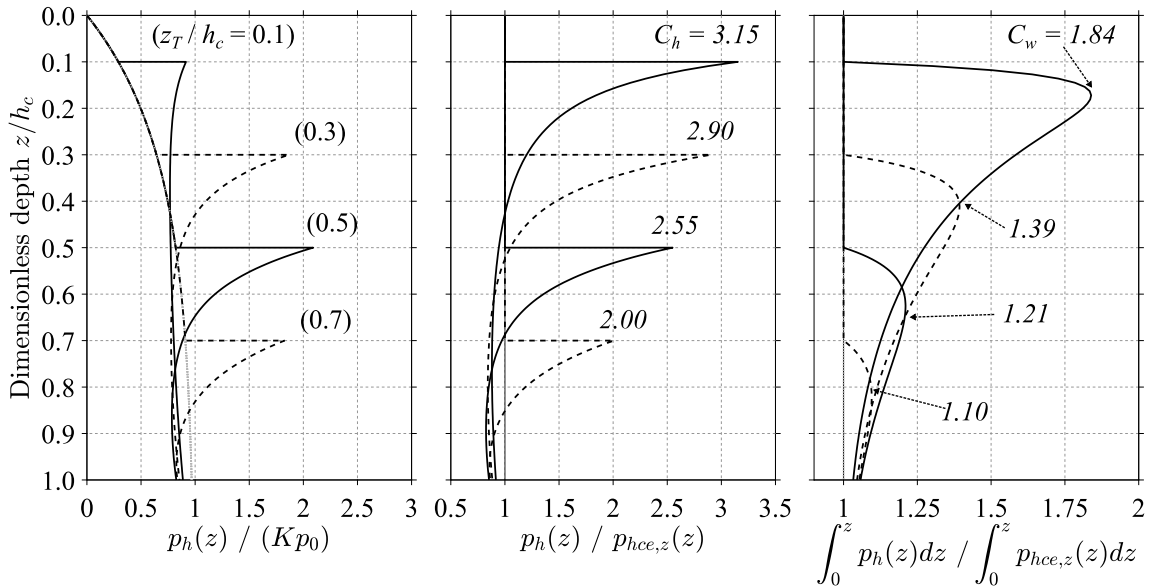 Dimensionless depth z/h_c
0.0
0.1
0.2
0.3
0.4
0.5
0.6
0.7
0.8
0.9
1.0
(z_T / h_c = 0.1)
(0.3)
(0.5)
(0.7)
0 0.5 1 1.5 2 2.5 3
p_h(z) / (Kp_0)
C_h = 3.15
2.90
2.55
2.00
0.5 1 1.5 2 2.5 3 3.5
p_h(z) / p_{hce,z}(z)
C_w = 1.84
1.39
1.21
1.10
1 1.25 1.5 1.75 2
∫_0^z p_h(z)dz / ∫_0^z p_{hce,z}(z)dz